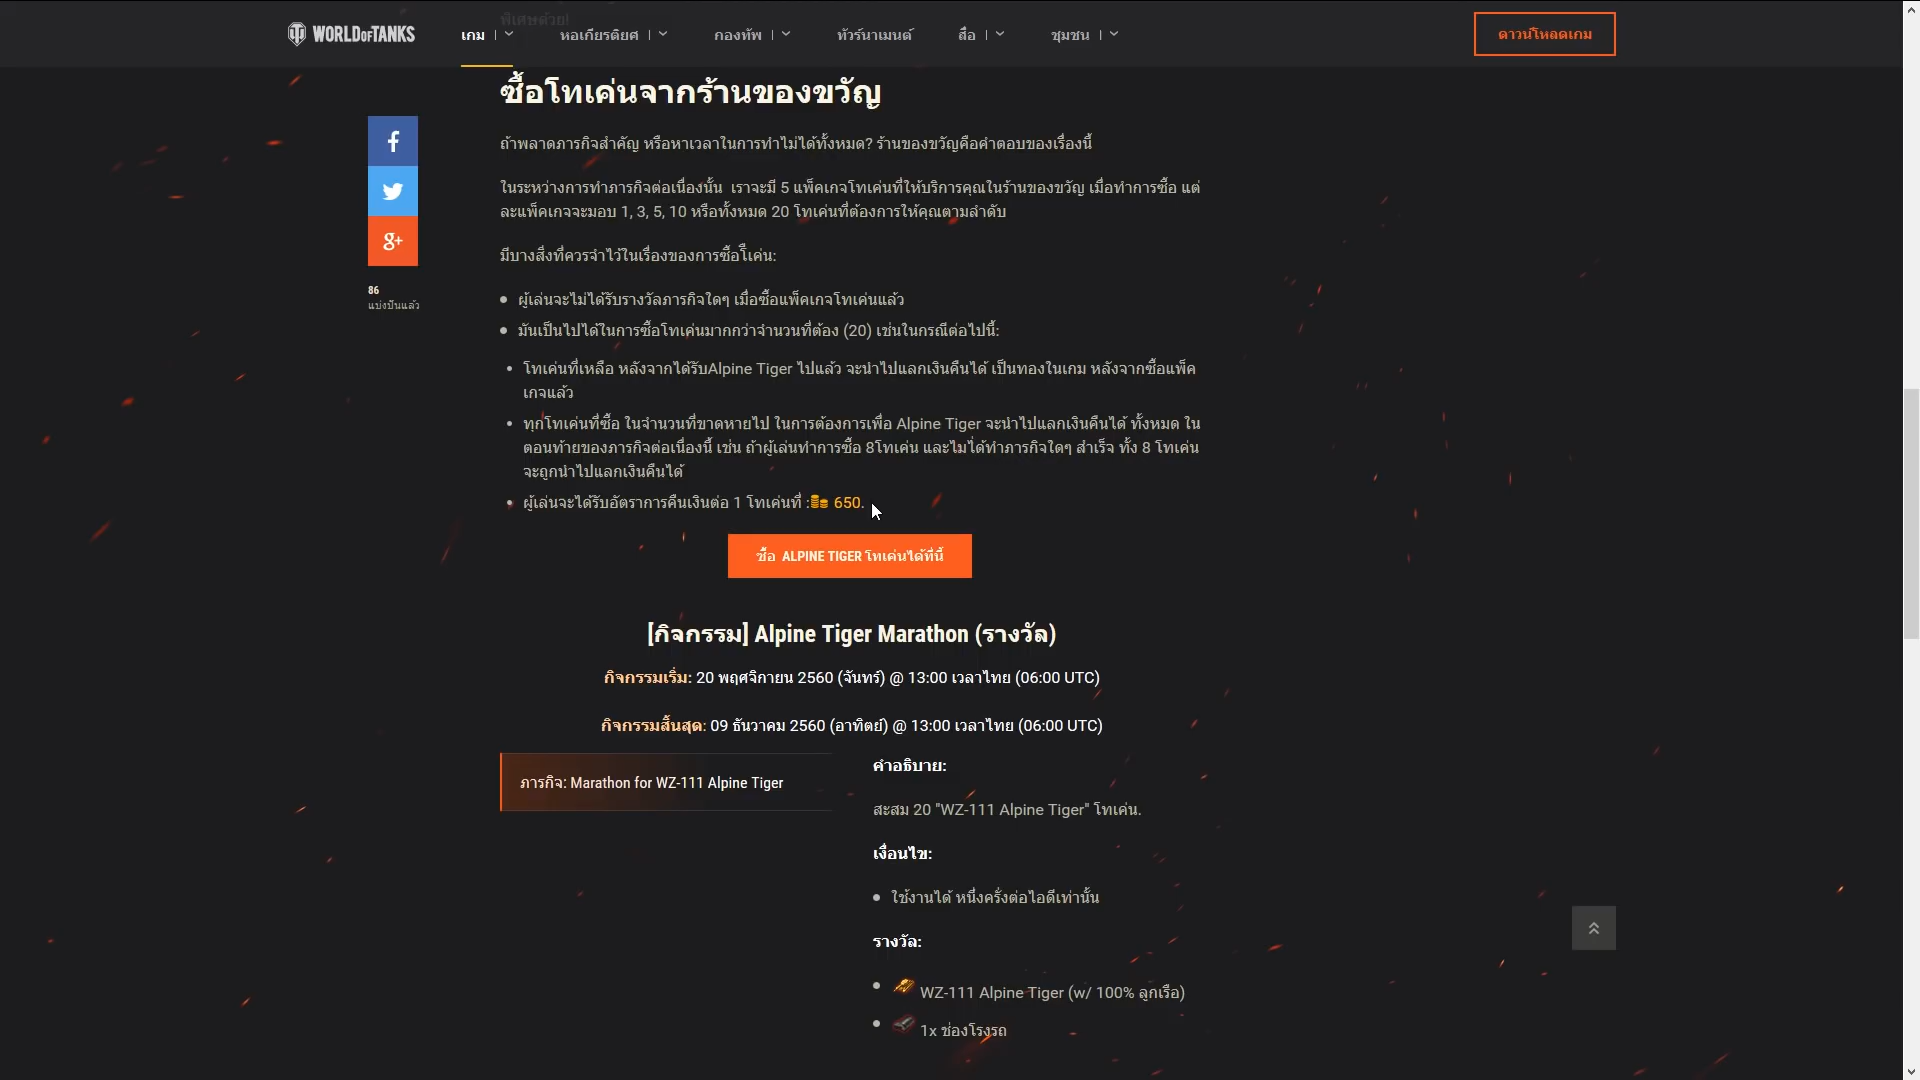 พิเศษด้วย!
WORLD OF TANKS
เกม
หอเกียรติยศ
กองทัพ
ทัวร์นาเมนต์
สื่อ
ชุมชน
ดาวน์โหลดเกม
ซื้อโทเค่นจากร้านของขวัญ
ถ้าพลาดภารกิจสำคัญ หรือหาเวลาในการทำไม่ได้ทั้งหมด? ร้านของขวัญคือคำตอบของเรื่องนี้
ในระหว่างการทำภารกิจต่อเนื่องนั้น เราจะมี 5 แพ็คเกจโทเค่นที่ให้บริการคุณในร้านของขวัญ เมื่อทำการซื้อ แต่
ละแพ็คเกจจะมอบ 1, 3, 5, 10 หรือทั้งหมด 20 โทเค่นที่ต้องการให้คุณตามลำดับ
มีบางสิ่งที่ควรจำไว้ในเรื่องของการซื้อโืเค่น:
ผู้เล่นจะไม่ได้รับรางวัลภารกิจใดๆ เมื่อซื้อแพ็คเกจโทเค่นแล้ว
มันเป็นไปได้ในการซื้อโทเค่นมากกว่าจำนวนที่ต้อง (20) เช่นในกรณีต่อไปนี้:
โทเค่นที่เหลือ หลังจากได้รับAlpine Tiger ไปแล้ว จะนำไปแลกเงินคืนได้ เป็นทองในเกม หลังจากซื้อแพ็ค
เกจแล้ว
ทุกโทเค่นที่ซื้อ ในจำนวนที่ขาดหายไป ในการต้องการเพื่อ Alpine Tiger จะนำไปแลกเงินคืนได้ ทั้งหมด ใน
ตอนท้ายของภารกิจต่อเนื่องนี้ เช่น ถ้าผู้เล่นทำการซื้อ 8โทเค่น และไมไ่ด้ทำภารกิจใดๆ สำเร็จ ทั้ง 8 โทเค่น
จะถูกนำไปแลกเงินคืนได้
ผู้เล่นจะได้รับอัตราการคืนเงินต่อ 1 โทเค่นที่ : 650.
ซื้อ ALPINE TIGER โทเค่นได้ที่นี้
86
แบ่งปันแล้ว
[กิจกรรม] Alpine Tiger Marathon (รางวัล)
กิจกรรมเริ่ม: 20 พฤศจิกายน 2560 (จันทร์) @ 13:00 เวลาไทย (06:00 UTC)
กิจกรรมสิ้นสุด: 09 ธันวาคม 2560 (อาทิตย์) @ 13:00 เวลาไทย (06:00 UTC)
ภารกิจ: Marathon for WZ-111 Alpine Tiger
คำอธิบาย:
สะสม 20 "WZ-111 Alpine Tiger" โทเค่น.
เงื่อนไข:
ใช้งานได้ หนึ่งครั้งต่อไอดีเท่านั้น
รางวัล:
WZ-111 Alpine Tiger (w/ 100% ลูกเรือ)
1x ช่องโรงรถ